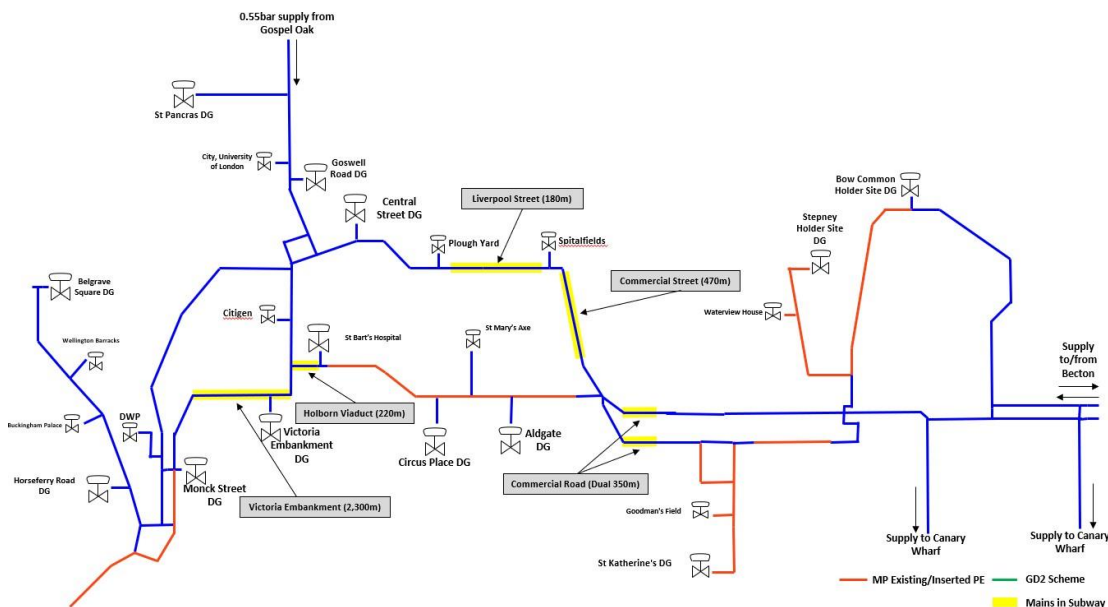 0.55bar supply from
Gospel Oak
St Pancras DG
City, University
of London
Goswell
Road DG
Central
Street DG
Liverpool Street (180m)
Plough Yard
Spitalfields
Bow Common
Holder Site DG
Stepney
Holder Site
DG
Commercial Street (470m)
Belgrave
Square DG
Citigen
Waterview House
St Bart's Hospital
St Mary's Axe
Wellington Barracks
Supply
to/from
Becton
Holborn Viaduct (220m)
DWP
Buckingham Palace
Victoria
Embankment
DG
Circus Place DG
Aldgate
DG
Horseferry Road
DG
Monck Street
DG
Victoria Embankment (2,300m)
Commercial Road (Dual 350m)
Goodman's Field
St Katherine's DG
Supply to Canary
Wharf
Supply to Canary
Wharf
MP Existing/Inserted PE
GD2 Scheme
Mains in Subway